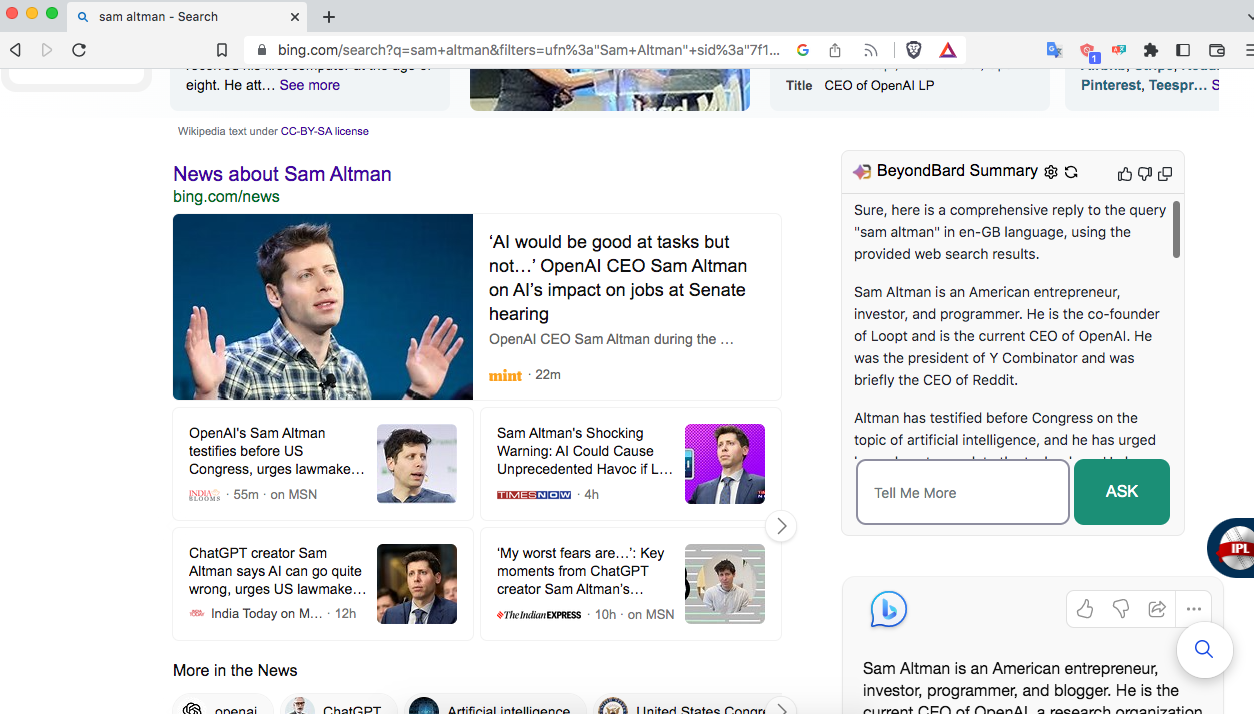 sam altman - Search
bing.com/search?q=sam+altman&filters=ufn%3a"Sam+Altman"+sid%3a"7f1...
1
eight. He att… See more
Title CEO of OpenAI LP
Pinterest, Teespr… S
Wikipedia text under CC-BY-SA license
News about Sam Altman
bing.com/news
‘AI would be good at tasks but
not…’ OpenAI CEO Sam Altman
on AI’s impact on jobs at Senate
hearing
OpenAI CEO Sam Altman during the …
mint · 22m
OpenAI's Sam Altman
testifies before US
Congress, urges lawmake…
INDIA BLOOMS · 55m · on MSN
Sam Altman's Shocking
Warning: AI Could Cause
Unprecedented Havoc if L…
TIMES NOW · 4h
ChatGPT creator Sam
Altman says AI can go quite
wrong, urges US lawmake…
India Today on M… · 12h
‘My worst fears are…’: Key
moments from ChatGPT
creator Sam Altman’s…
The Indian EXPRESS · 10h · on MSN
More in the News
openai
ChatGPT
Artificial intelligence
United States Congre
BeyondBard Summary
Sure, here is a comprehensive reply to the query
"sam altman" in en-GB language, using the
provided web search results.
Sam Altman is an American entrepreneur,
investor, and programmer. He is the co-founder
of Loopt and is the current CEO of OpenAI. He
was the president of Y Combinator and was
briefly the CEO of Reddit.
Altman has testified before Congress on the
topic of artificial intelligence, and he has urged
Tell Me More
ASK
IPL
Sam Altman is an American entrepreneur,
investor, programmer, and blogger. He is the
current CEO of OpenAI, a research organization